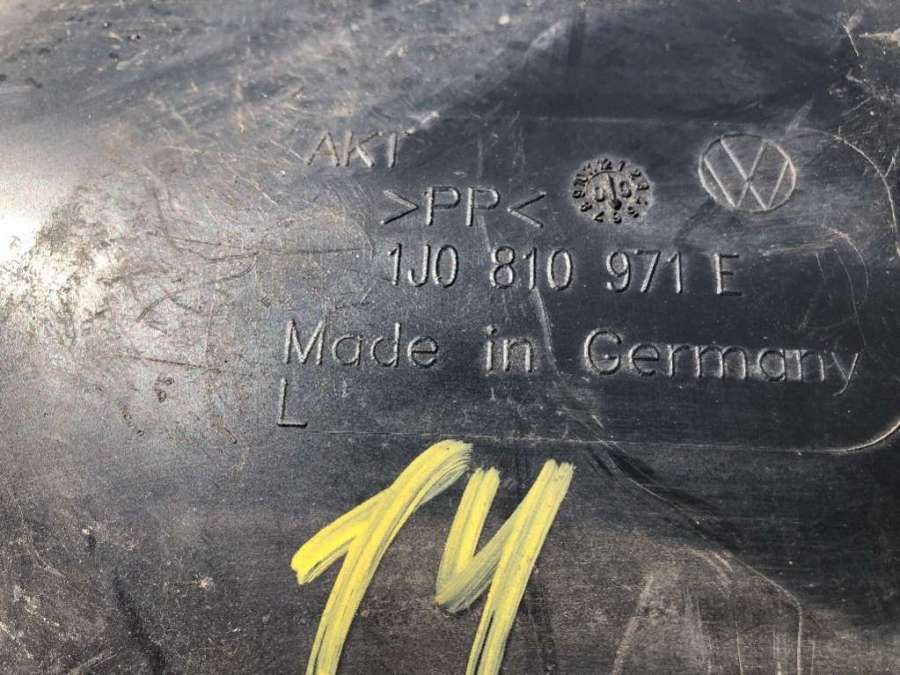 AKT
>PP<
1J0 810 971 E
Made in Germany
L
14